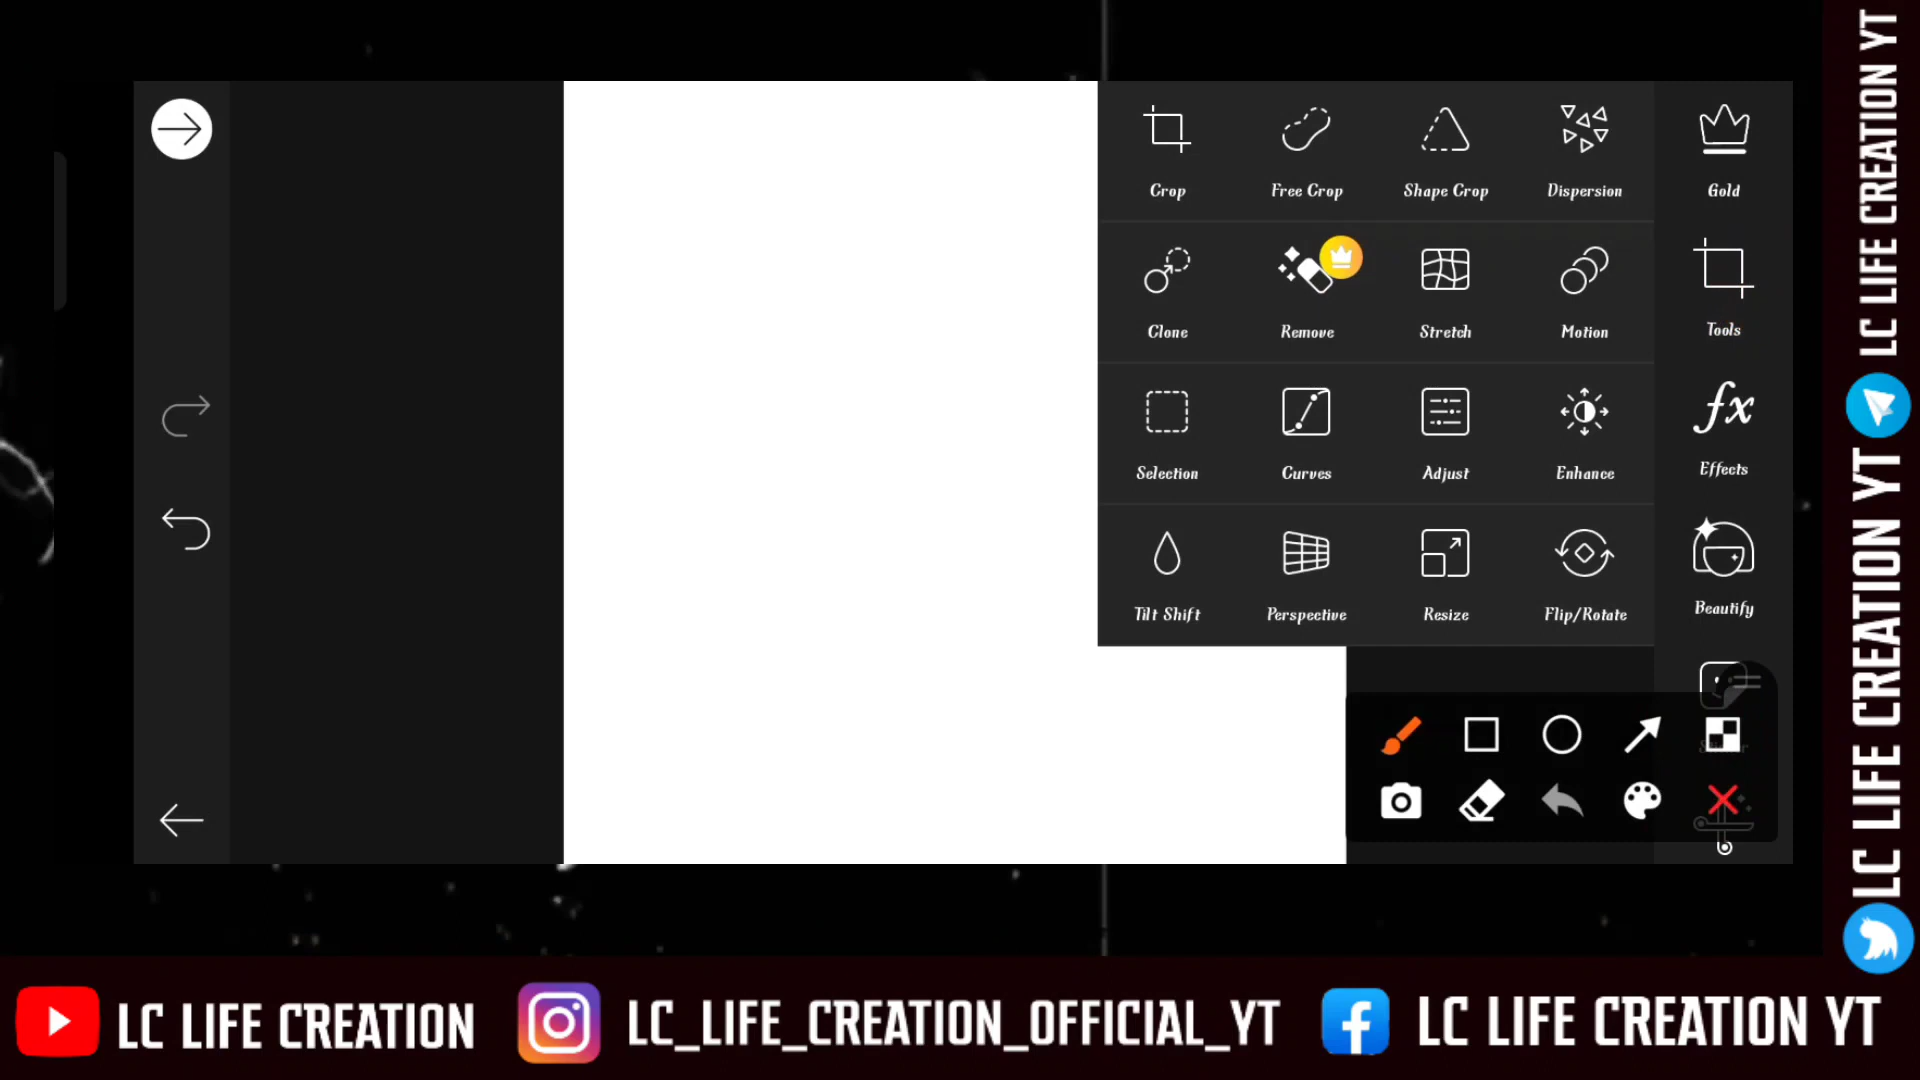 Crop Free Crop Shape Crop Dispersion Gold
Clone Remove Stretch Motion Tools
Selection Curves Adjust Enhance Effects
Tilt Shift Perspective Resize Flip/Rotate Beautify
LC LIFE CREATION YT
LC LIFE CREATION YT
LC LIFE CREATION
LC_LIFE_CREATION_OFFICIAL_YT
LC LIFE CREATION YT